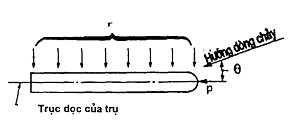 r
Hướng dòng chảy
θ
p
Trục dọc của trụ